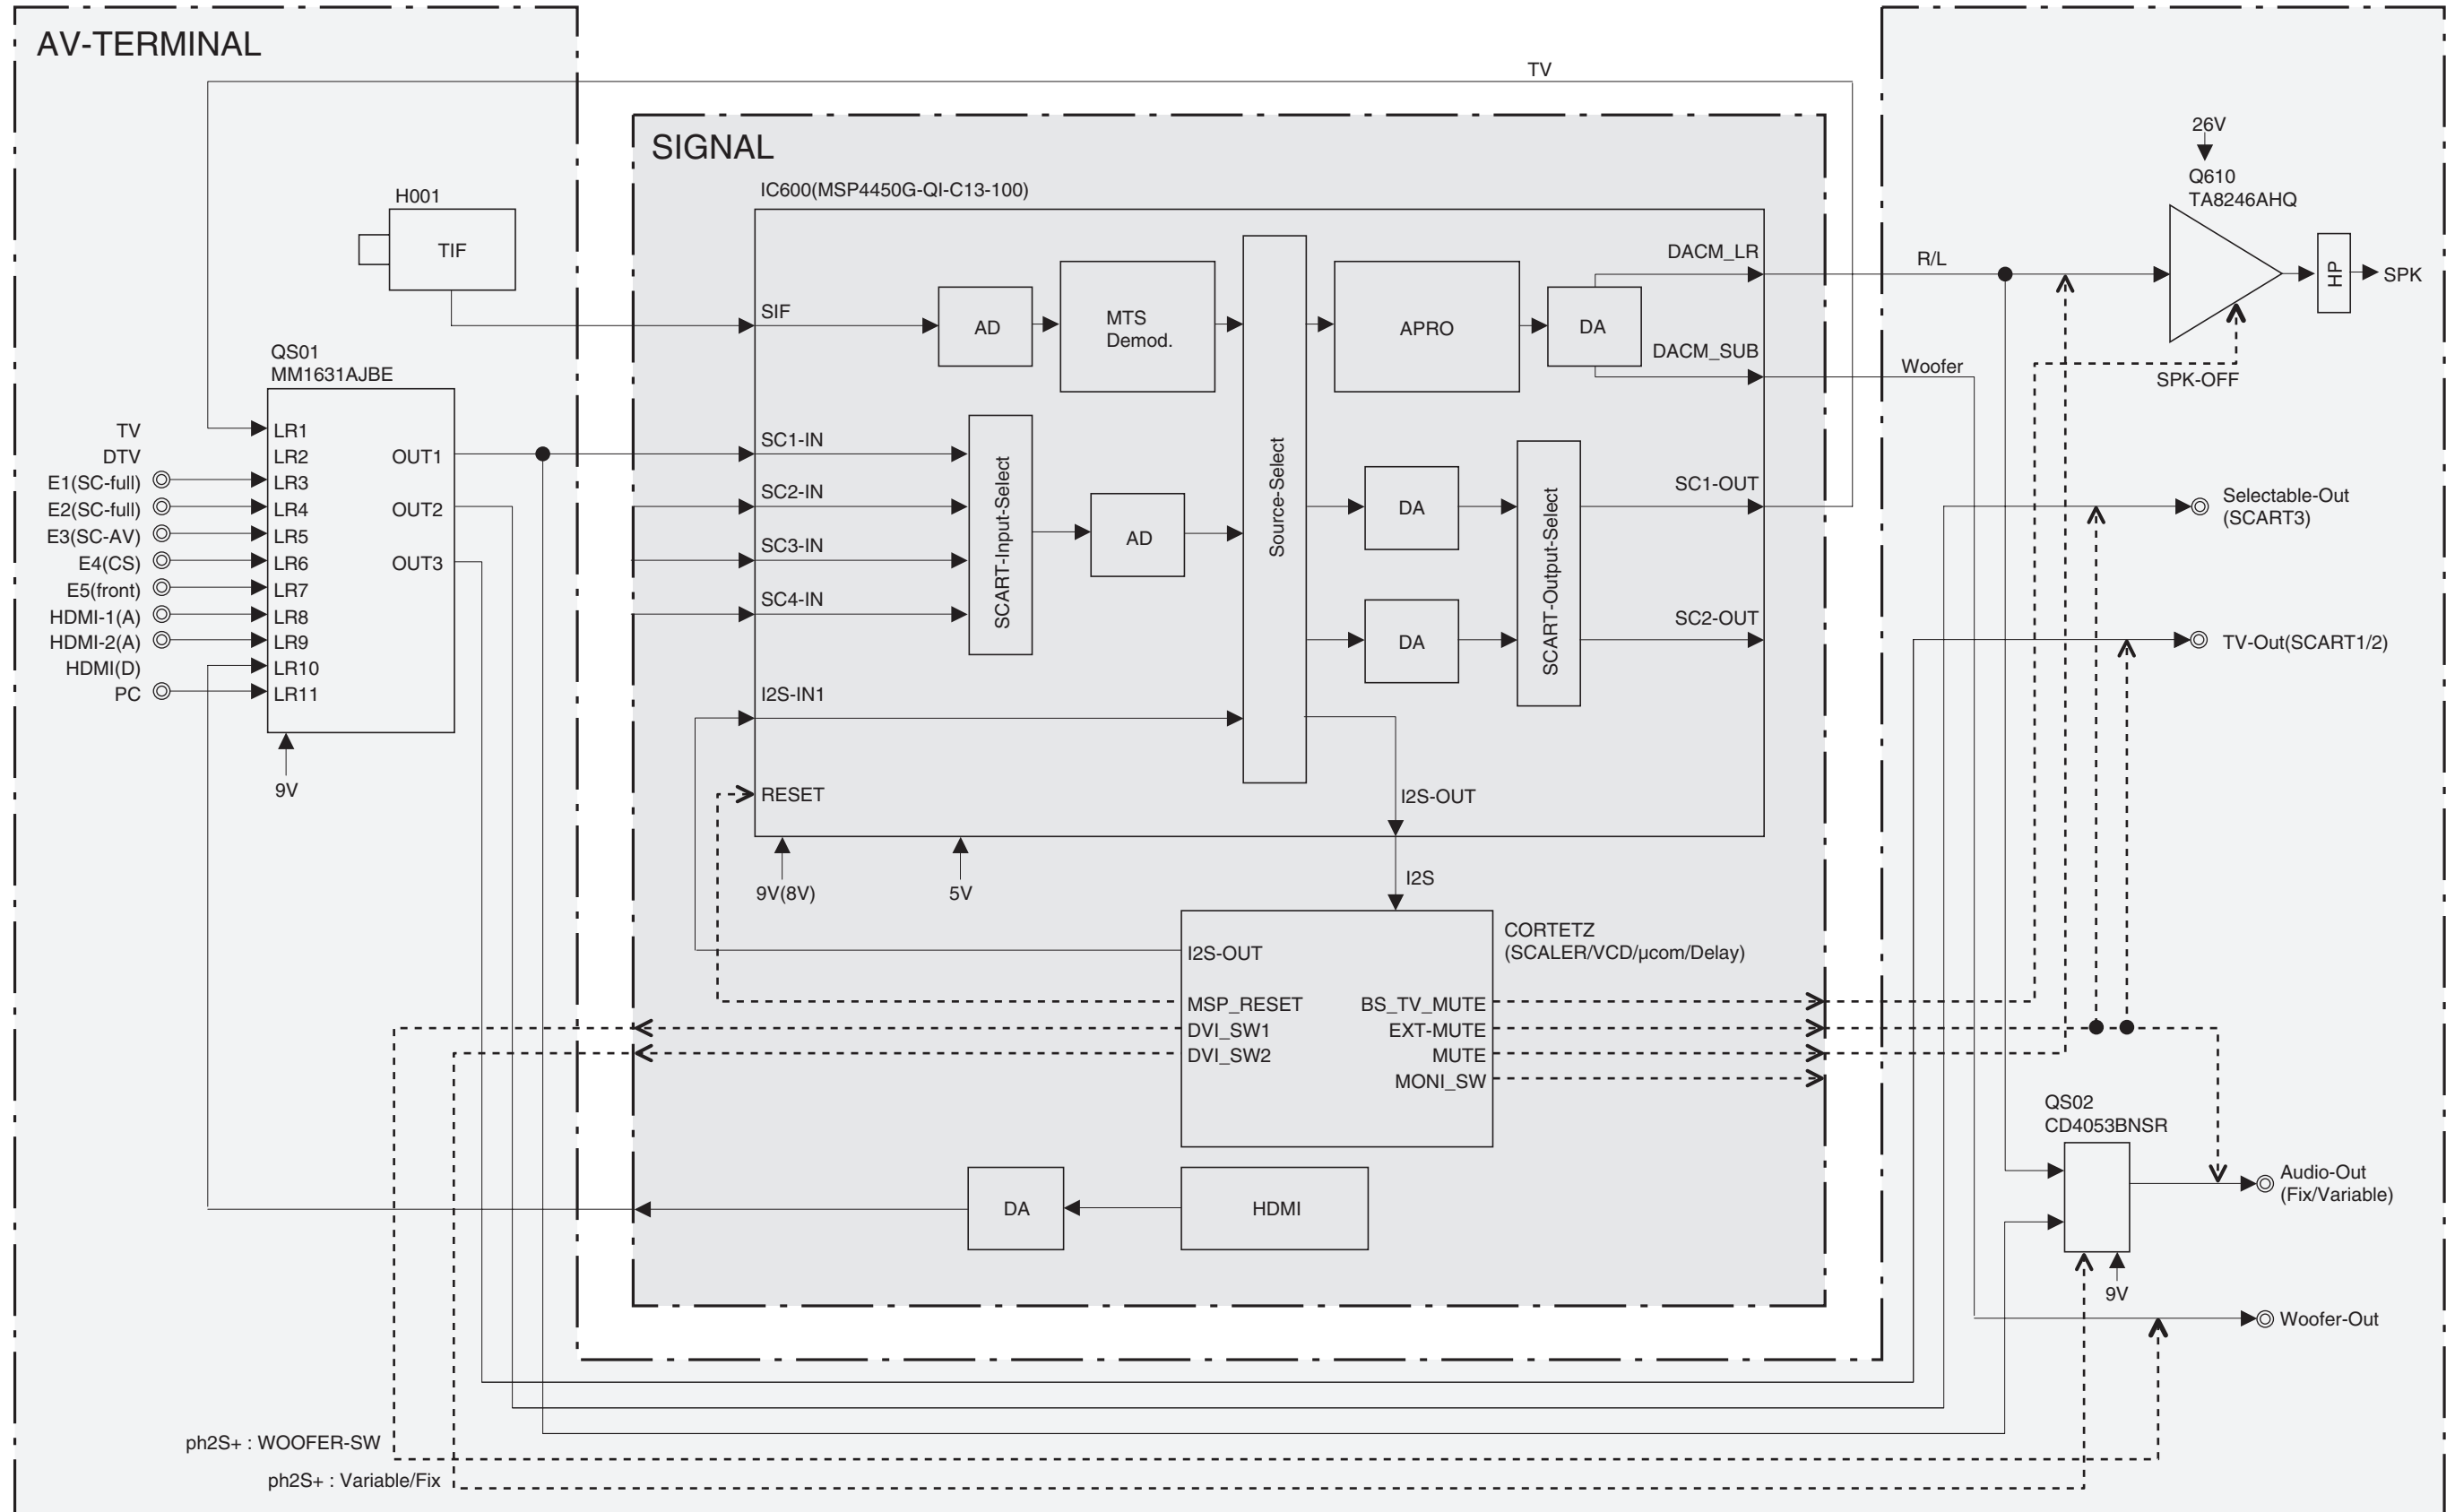 AV-TERMINAL
TV
SIGNAL
26V
Q610
TA8246AHQ
H001
TIF
IC600(MSP4450G-QI-C13-100)
DACM_LR
R/L
HP
SPK
SIF
AD
MTS
Demod.
APRO
DA
DACM_SUB
Woofer
SPK-OFF
QS01
MM1631AJBE
TV
DTV
E1(SC-full)
E2(SC-full)
E3(SC-AV)
E4(CS)
E5(front)
HDMI-1(A)
HDMI-2(A)
HDMI(D)
PC
LR1
LR2
LR3
LR4
LR5
LR6
LR7
LR8
LR9
LR10
LR11
OUT1
OUT2
OUT3
9V
SC1-IN
SC2-IN
SC3-IN
SC4-IN
SCART-Input-Select
AD
Source-Select
DA
DA
SCART-Output-Select
SC1-OUT
SC2-OUT
Selectable-Out
(SCART3)
TV-Out(SCART1/2)
I2S-IN1
RESET
I2S-OUT
9V(8V)
5V
I2S
CORTETZ
(SCALER/VCD/µcom/Delay)
I2S-OUT
MSP_RESET
DVI_SW1
DVI_SW2
BS_TV_MUTE
EXT-MUTE
MUTE
MONI_SW
QS02
CD4053BNSR
Audio-Out
(Fix/Variable)
9V
DA
HDMI
Woofer-Out
ph2S+ : WOOFER-SW
ph2S+ : Variable/Fix